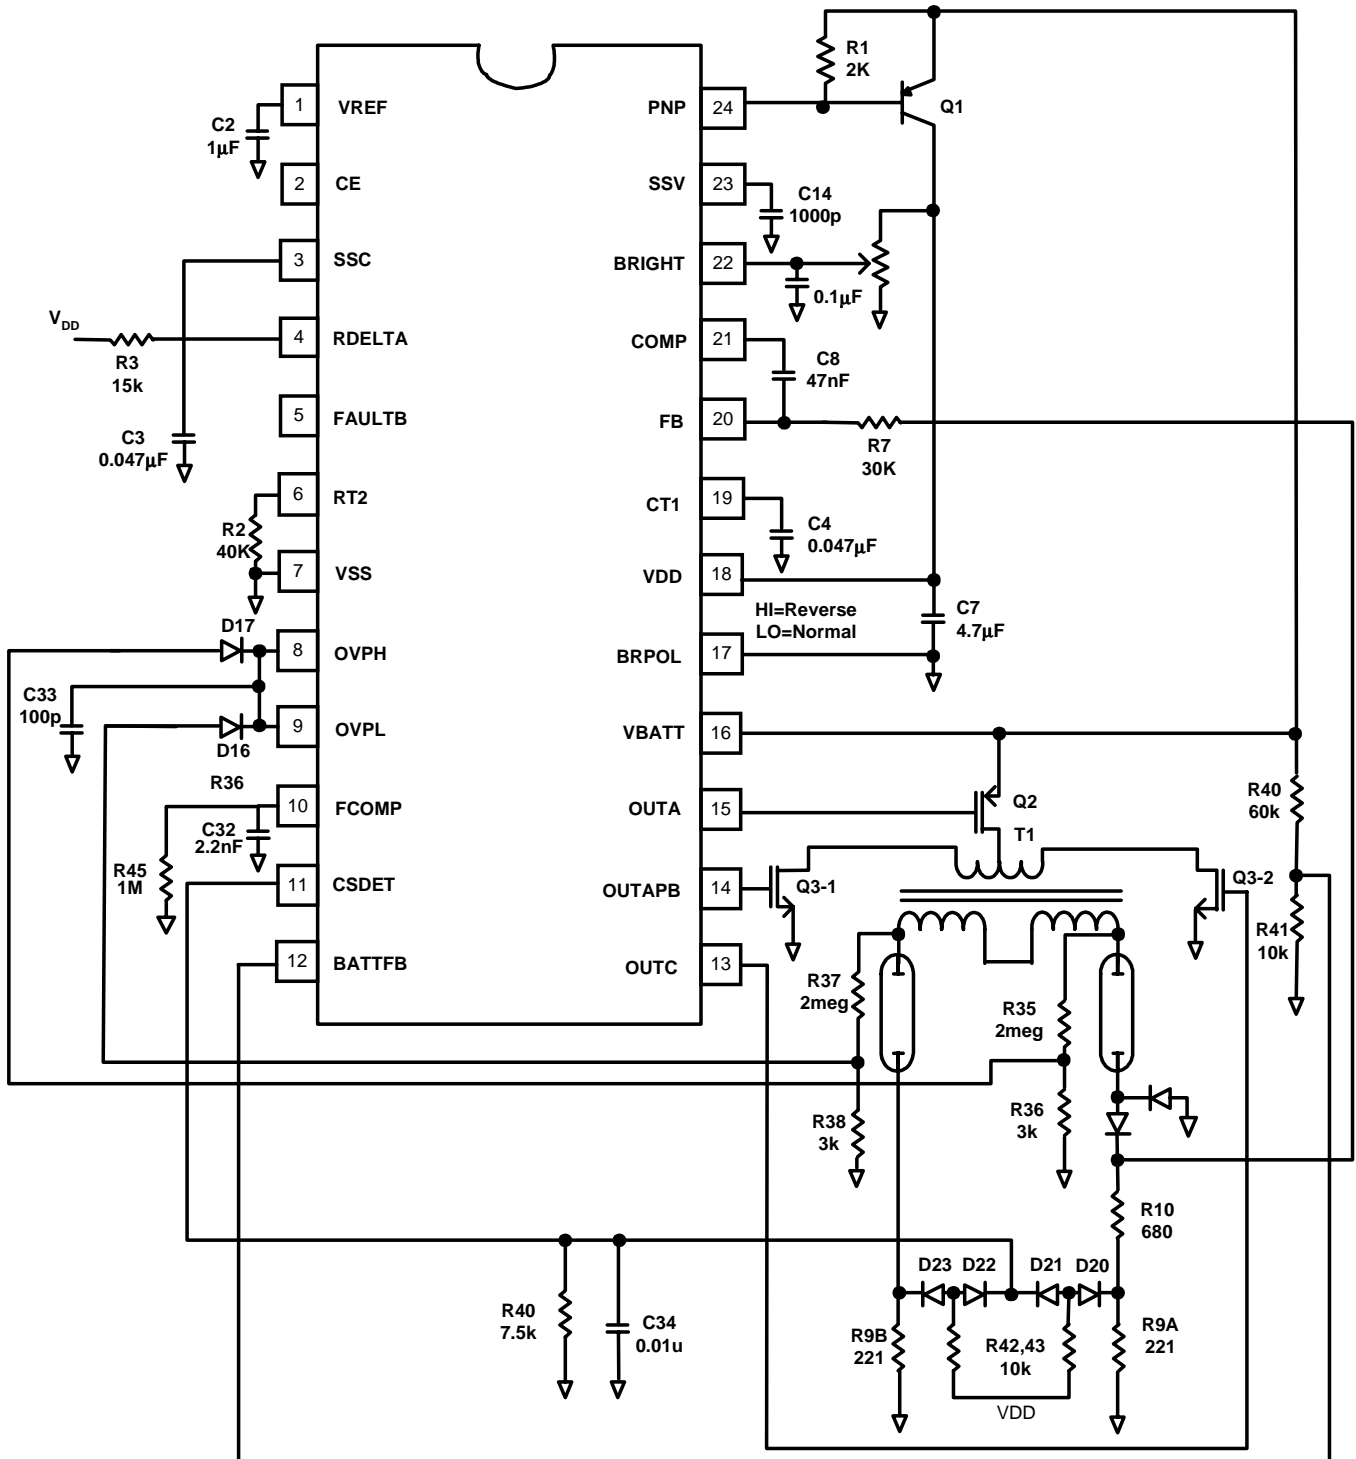 R1
2K
1
VREF
PNP
24
Q1
C2
1µF
2
CE
SSV
23
C14
1000p
3
SSC
BRIGHT
22
0.1µF
V_DD
4
RDELTA
COMP
21
R3
15k
C8
47nF
5
FAULTB
FB
20
C3
0.047µF
R7
30K
6
RT2
CT1
19
R2
40K
C4
0.047µF
7
VSS
VDD
18
HI=Reverse
LO=Normal
C7
4.7µF
D17
8
OVPH
BRPOL
17
C33
100p
9
OVPL
VBATT
16
D16
R36
10
FCOMP
OUTA
15
Q2
T1
R40
60k
C32
2.2nF
R45
1M
11
CSDET
OUTAPB
14
Q3-1
Q3-2
R41
10k
12
BATTFB
OUTC
13
R37
2meg
R35
2meg
R38
3k
R36
3k
R10
680
D23
D22
D21
D20
R40
7.5k
C34
0.01u
R9B
221
R42,43
10k
R9A
221
VDD